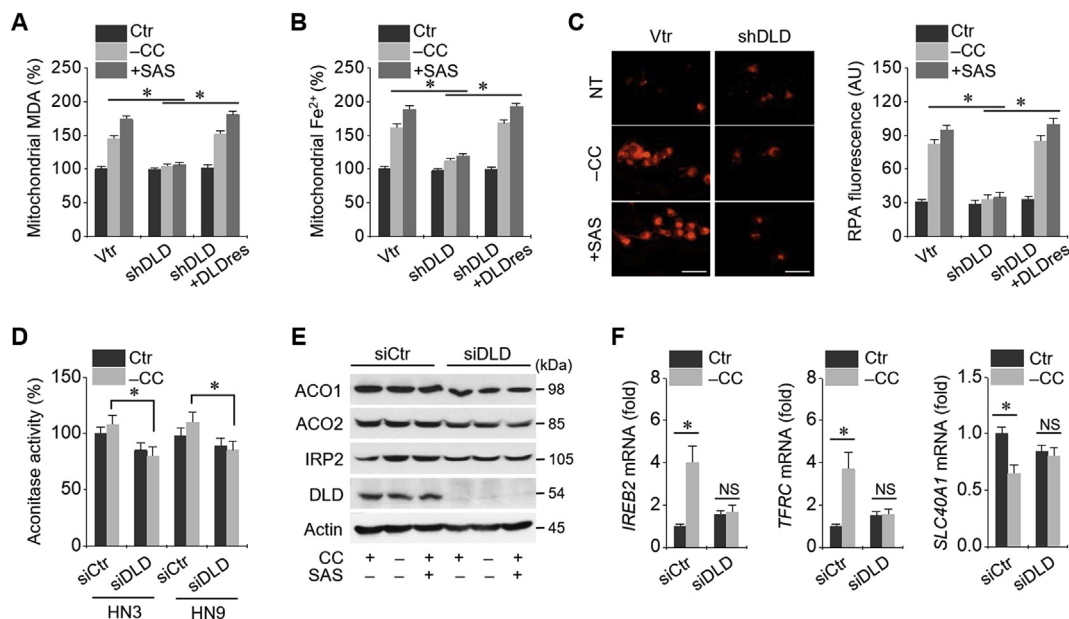 A
Ctr
–CC
+SAS
Mitochondrial MDA (%)
250
200
150
100
50
0
*
*
Vtr
shDLD
shDLD
+DLDres
B
Ctr
–CC
+SAS
Mitochondrial Fe2+ (%)
250
200
150
100
50
0
*
*
Vtr
shDLD
shDLD
+DLDres
C
Vtr
shDLD
NT
–CC
+SAS
Ctr
–CC
+SAS
RPA fluorescence (AU)
150
120
90
60
30
0
*
*
Vtr
shDLD
shDLD
+DLDres
D
Ctr
–CC
Aconitase activity (%)
150
100
50
0
*
*
siCtr
siDLD
siCtr
siDLD
HN3
HN9
E
siCtr
siDLD
(kDa)
ACO1
98
ACO2
85
IRP2
105
DLD
54
Actin
45
CC + – + + – +
SAS – – + – – +
F
Ctr
–CC
IREB2 mRNA (fold)
8
6
4
2
0
*
NS
siCtr
siDLD
Ctr
–CC
TFRC mRNA (fold)
8
6
4
2
0
*
NS
siCtr
siDLD
Ctr
–CC
SLC40A1 mRNA (fold)
1.5
1.0
0.5
0.0
*
NS
siCtr
siDLD